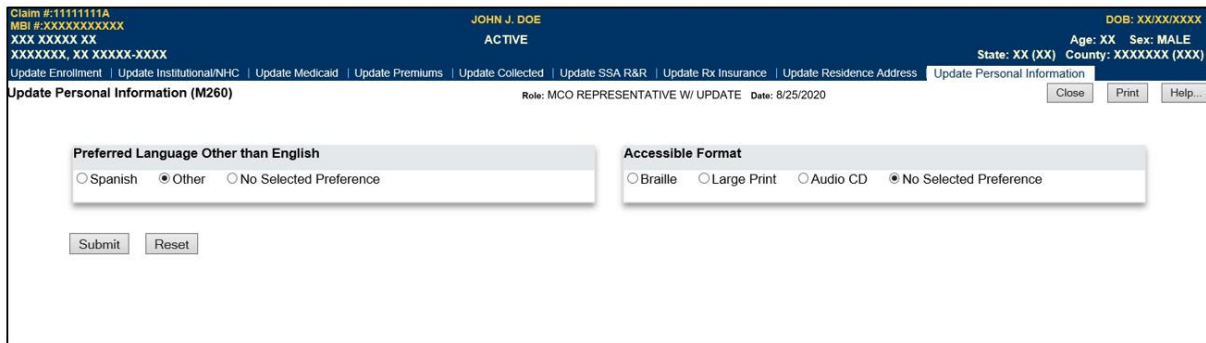 Claim #:11111111A
MBI #:XXXXXXXXXXX JOHN J. DOE DOB: XX/XX/XXXX
XXX XXXXX XX ACTIVE Age: XX Sex: MALE
XXXXXXX, XX XXXXX-XXXX State: XX (XX) County: XXXXXXX (XXX)
Update Enrollment | Update Institutional/NHC | Update Medicaid | Update Premiums | Update Collected | Update SSA R&R | Update Rx Insurance | Update Residence Address | Update Personal Information
Update Personal Information (M260) Role: MCO REPRESENTATIVE W/ UPDATE Date: 8/25/2020 Close Print Help...
Preferred Language Other than English Accessible Format
Spanish Other No Selected Preference Braille Large Print Audio CD No Selected Preference
Submit Reset